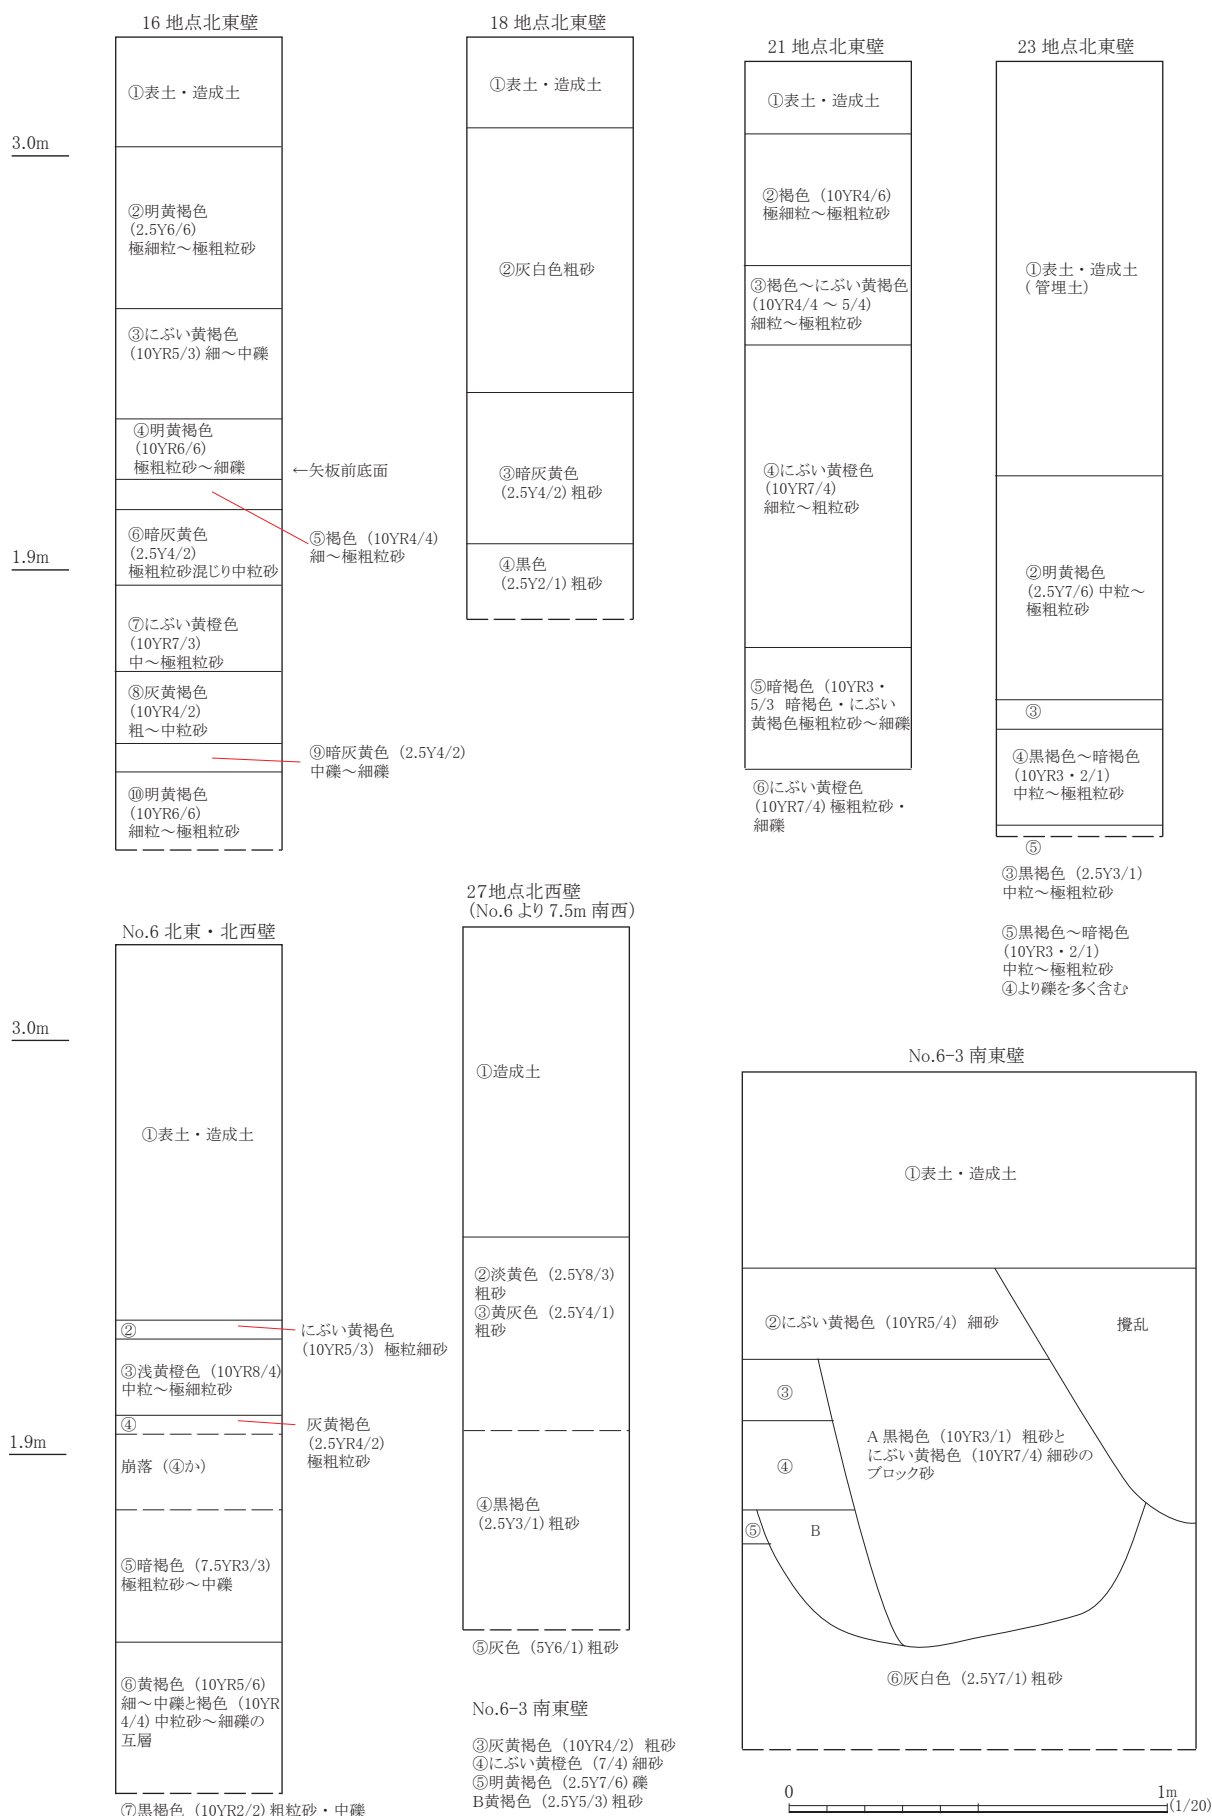 16 地点北東壁
3.0m
1.9m
①表土・造成土
②明黄褐色
(2.5Y6/6)
極細粒～極粗粒砂
③にぶい黄褐色
(10YR5/3) 細～中礫
④明黄褐色
(10YR6/6)
極粗粒砂～細礫
←矢板前底面
⑤褐色（10YR4/4）
細～極粗粒砂
⑥暗灰黄色
(2.5Y4/2)
極粗粒砂混じり中粒砂
⑦にぶい黄橙色
(10YR7/3)
中～極粗粒砂
⑧灰黄褐色
(10YR4/2)
粗～中粒砂
⑨暗灰黄色（2.5Y4/2）
中礫～細礫
⑩明黄褐色
(10YR6/6)
細粒～極粗粒砂
18 地点北東壁
①表土・造成土
②灰白色粗砂
③暗灰黄色
(2.5Y4/2) 粗砂
④黒色
(2.5Y2/1) 粗砂
21 地点北東壁
①表土・造成土
②褐色（10YR4/6）
極細粒～極粗粒砂
③褐色～にぶい黄褐色
(10YR4/4 ～ 5/4)
細粒～極粗粒砂
④にぶい黄橙色
(10YR7/4)
細粒～粗粒砂
⑤暗褐色（10YR3・
5/3 暗褐色・にぶい
黄褐色極粗粒砂～細礫
⑥にぶい黄橙色
(10YR7/4) 極粗粒砂・
細礫
23 地点北東壁
①表土・造成土
( 管埋土)
②明黄褐色
(2.5Y7/6) 中粒～
極粗粒砂
③
④黒褐色～暗褐色
(10YR3・2/1)
中粒～極粗粒砂
⑤
③黒褐色（2.5Y3/1）
中粒～極粗粒砂
⑤黒褐色～暗褐色
(10YR3・2/1)
中粒～極粗粒砂
④より礫を多く含む
No.6 北東・北西壁
3.0m
1.9m
①表土・造成土
②
にぶい黄褐色
(10YR5/3）極粒細砂
③浅黄橙色（10YR8/4）
中粒～極細粒砂
④
灰黄褐色
(2.5YR4/2)
極粗粒砂
崩落（④か）
⑤暗褐色（7.5YR3/3）
極粗粒砂～中礫
⑥黄褐色（10YR5/6）
細～中礫と褐色（10YR
4/4) 中粒砂～細礫の
互層
⑦黒褐色（10YR2/2) 粗粒砂・中礫
27地点北西壁
(No.6 より 7.5m 南西)
①造成土
②淡黄色（2.5Y8/3）
粗砂
③黄灰色（2.5Y4/1）
粗砂
④黒褐色
(2.5Y3/1) 粗砂
⑤灰色（5Y6/1) 粗砂
No.6-3 南東壁
③灰黄褐色（10YR4/2）粗砂
④にぶい黄橙色（7/4) 細砂
⑤明黄褐色（2.5Y7/6) 礫
B黄褐色（2.5Y5/3) 粗砂
No.6-3 南東壁
①表土・造成土
②にぶい黄褐色（10YR5/4）細砂
攪乱
③
A 黒褐色（10YR3/1）粗砂と
にぶい黄褐色（10YR7/4) 細砂の
ブロック砂
④
⑤
B
⑥灰白色 (2.5Y7/1) 粗砂
0
1m
(1/20)